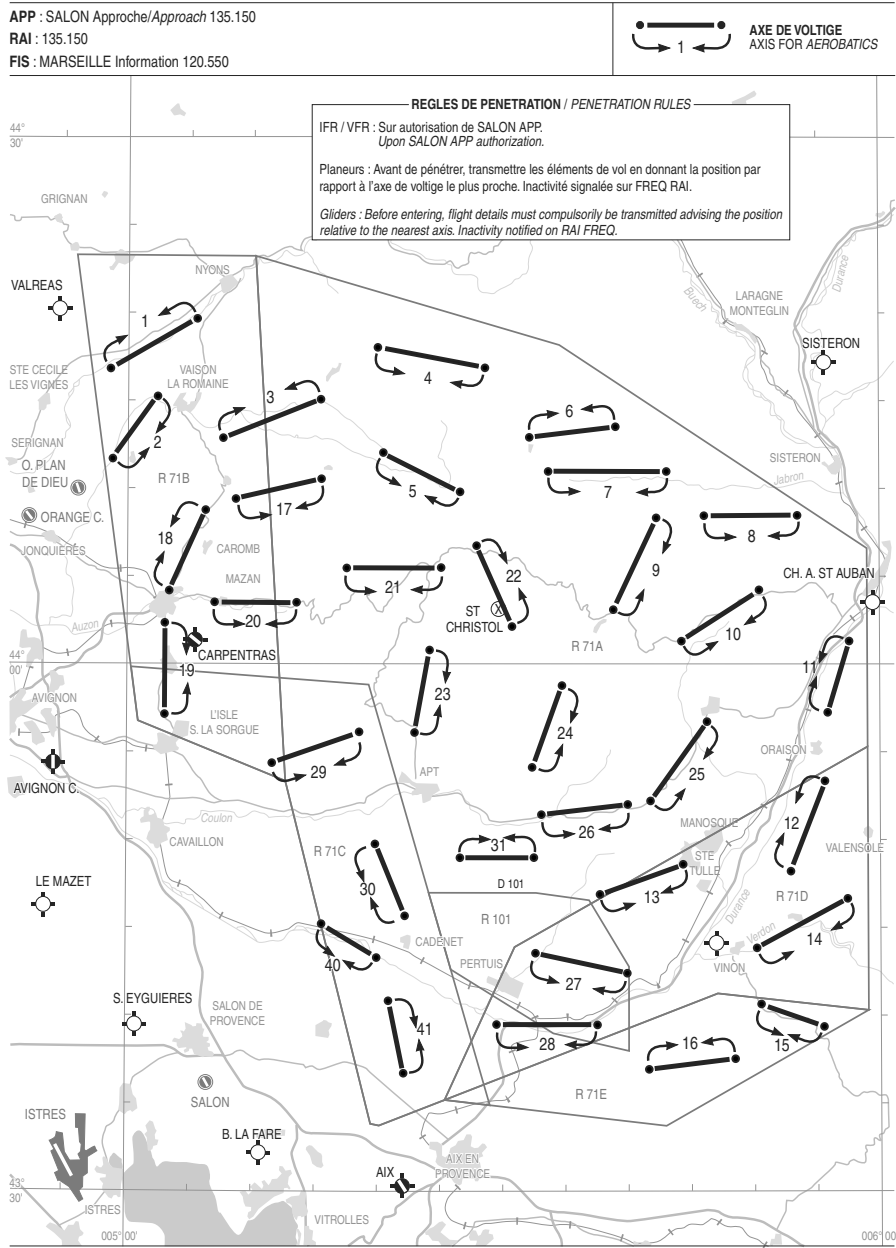 APP : SALON Approche/Approach 135.150
RAI : 135.150
FIS : MARSEILLE Information 120.550
1
AXE DE VOLTIGE
AXIS FOR AEROBATICS
REGLES DE PENETRATION / PENETRATION RULES
IFR / VFR : Sur autorisation de SALON APP.
Upon SALON APP authorization.
Planeurs : Avant de pénétrer, transmettre les éléments de vol en donnant la position par
rapport à l'axe de voltige le plus proche. Inactivité signalée sur FREQ RAI.
Gliders : Before entering, flight details must compulsorily be transmitted advising the position
relative to the nearest axis. Inactivity notified on RAI FREQ.
44°
30'
GRIGNAN
NYONS
VALREAS
Buech
Durance
LARAGNE
MONTEGLIN
SISTERON
1
STE CECILE
LES VIGNES
VAISON
LA ROMAINE
3
4
6
2
SERIGNAN
O. PLAN
DE DIEU
R 71B
5
7
SISTERON
Jabron
ORANGE C.
17
8
18
JONQUIERES
CAROMB
MAZAN
21
22
9
CH. A. ST AUBAN
Auzon
20
ST
CHRISTOL
X
R 71A
10
CARPENTRAS
44°
00'
19
11
AVIGNON
23
L'ISLE
S. LA SORGUE
24
29
25
ORAISON
AVIGNON C.
APT
Coulon
26
12
CAVAILLON
MANOSQUE
R 71C
31
STE
TULLE
VALENSOLE
LE MAZET
30
D 101
13
R 71D
R 101
Durance
CADENET
Verdon
14
40
PERTUIS
VINON
27
S. EYGUIERES
SALON DE
PROVENCE
41
28
15
16
R 71E
SALON
ISTRES
B. LA FARE
AIX EN
PROVENCE
AIX
43°
30'
ISTRES
VITROLLES
005° 00'
006° 00'